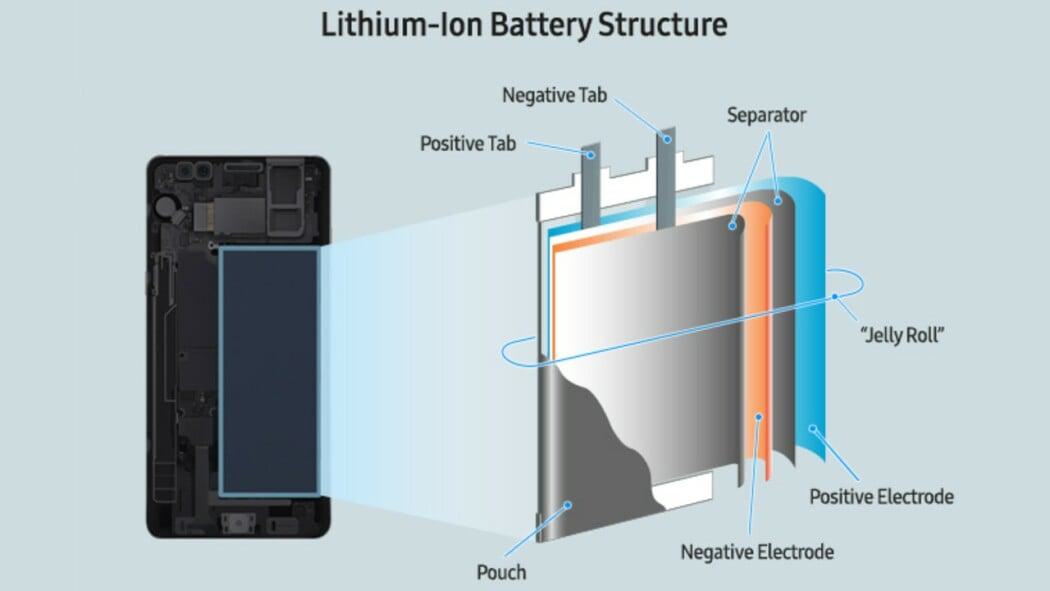 Lithium-Ion Battery Structure
Negative Tab
Separator
Positive Tab
“Jelly Roll”
Positive Electrode
Negative Electrode
Pouch